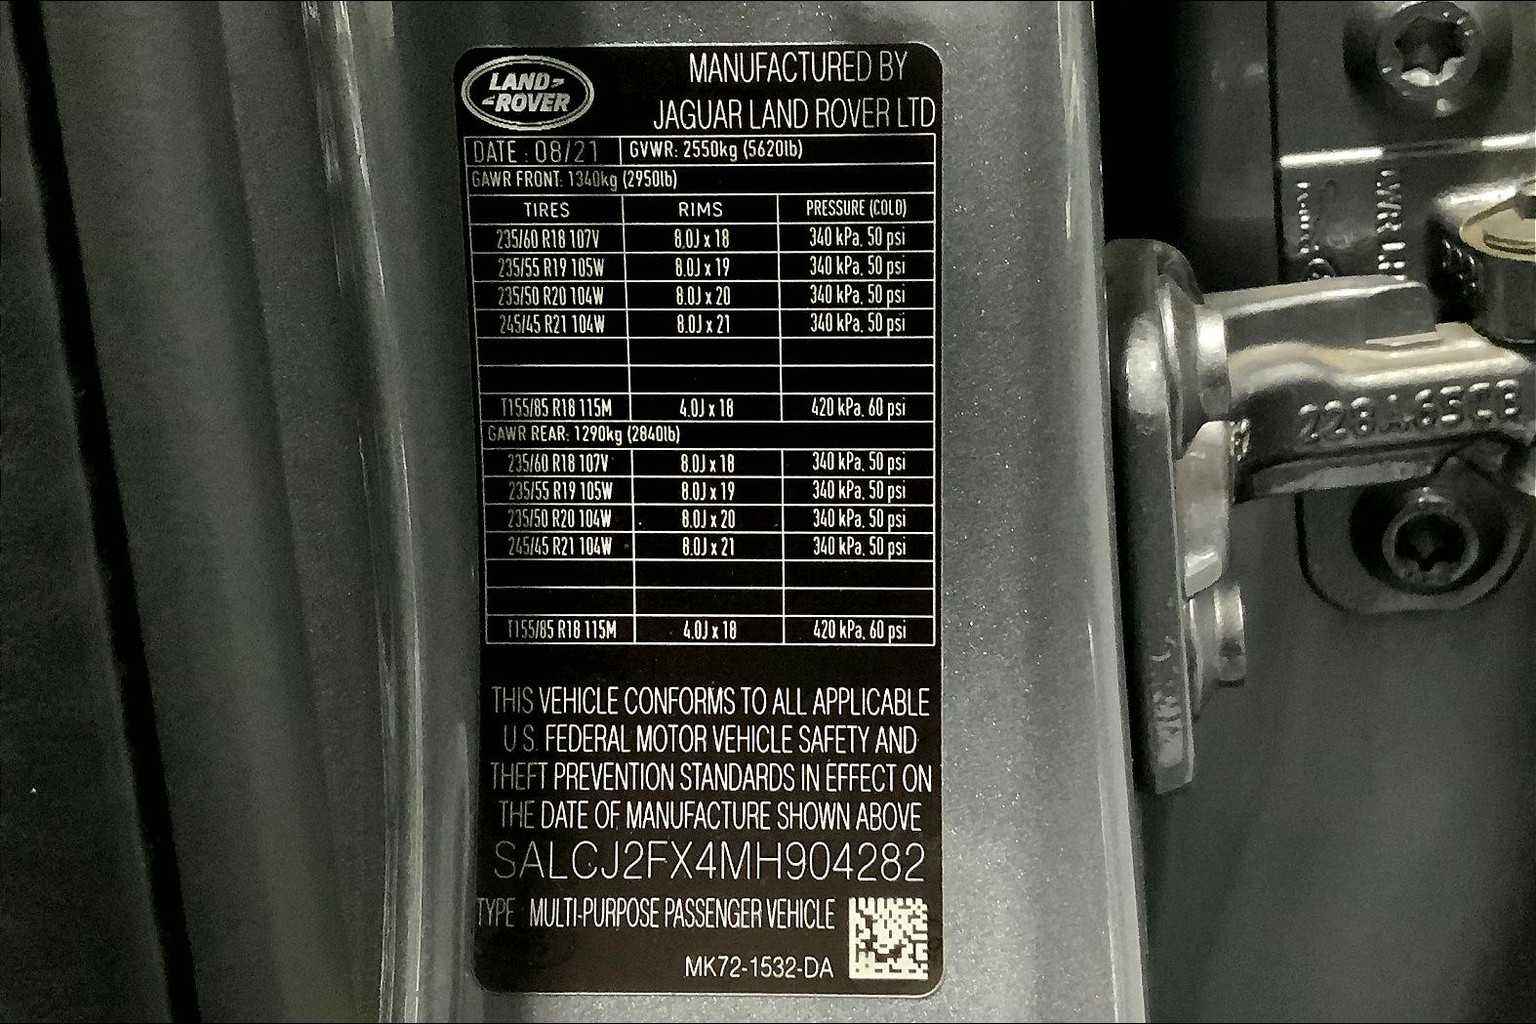 LAND ROVER
MANUFACTURED BY
JAGUAR LAND ROVER LTD
DATE : 08/21 GVWR: 2550kg (5620lb)
GAWR FRONT: 1340kg (2950lb)
TIRES RIMS PRESSURE (COLD)
235/60 R18 107V 8.0J x 18 340 kPa, 50 psi
235/55 R19 105W 8.0J x 19 340 kPa, 50 psi
235/50 R20 104W 8.0J x 20 340 kPa, 50 psi
245/45 R21 104W 8.0J x 21 340 kPa, 50 psi
T155/85 R18 115M 4.0J x 18 420 kPa, 60 psi
GAWR REAR: 1290kg (2840lb)
235/60 R18 107V 8.0J x 18 340 kPa, 50 psi
235/55 R19 105W 8.0J x 19 340 kPa, 50 psi
235/50 R20 104W 8.0J x 20 340 kPa, 50 psi
245/45 R21 104W 8.0J x 21 340 kPa, 50 psi
T155/85 R18 115M 4.0J x 18 420 kPa, 60 psi
THIS VEHICLE CONFORMS TO ALL APPLICABLE
U.S. FEDERAL MOTOR VEHICLE SAFETY AND
THEFT PREVENTION STANDARDS IN EFFECT ON
THE DATE OF MANUFACTURE SHOWN ABOVE
SALCJ2FX4MH904282
TYPE MULTI-PURPOSE PASSENGER VEHICLE
MK72-1532-DA